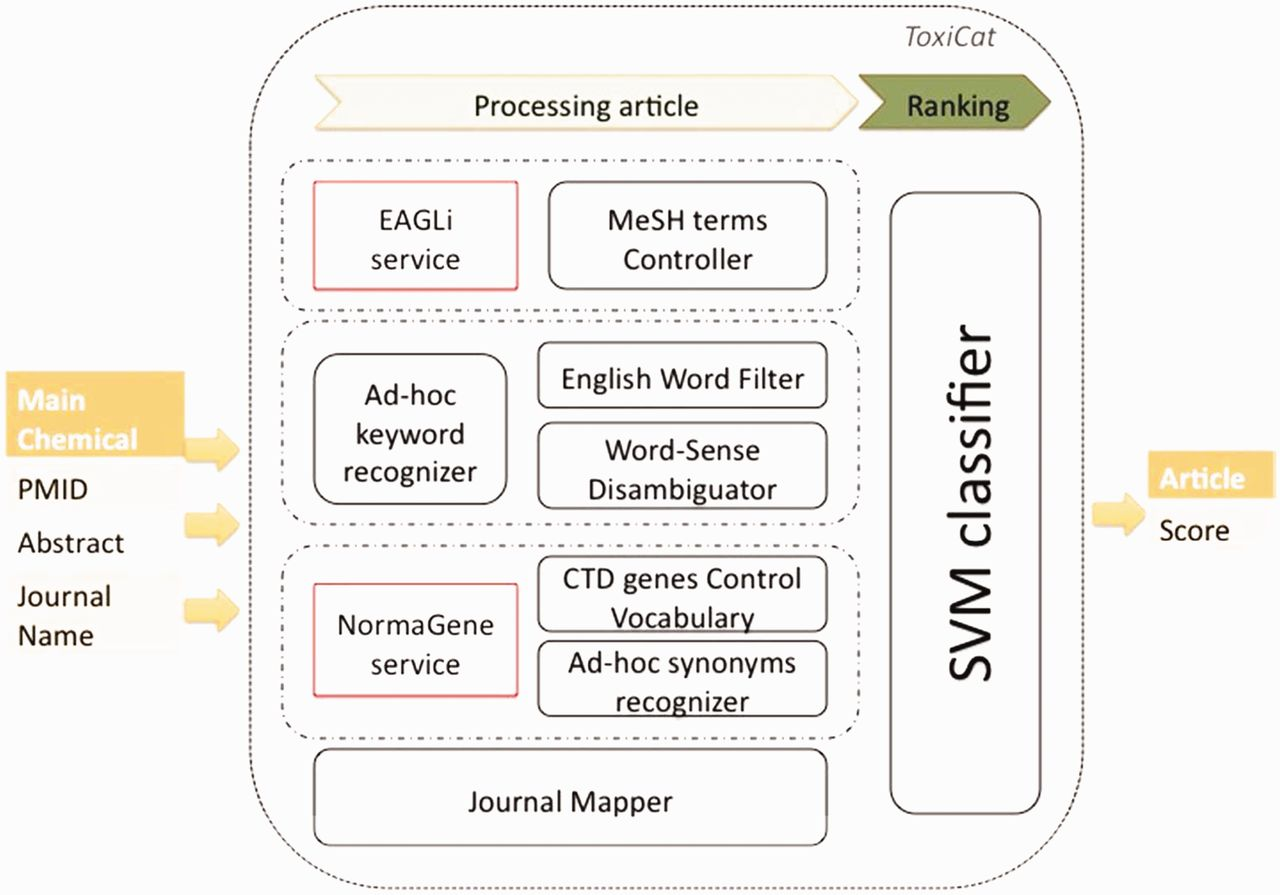 ToxiCat
Processing article
Ranking
EAGLi
service
MeSH terms
Controller
Ad-hoc
keyword
recognizer
English Word Filter
Word-Sense
Disambiguator
NormaGene
service
CTD genes Control
Vocabulary
Ad-hoc synonyms
recognizer
Journal Mapper
SVM classifier
Main
Chemical
PMID
Abstract
Journal
Name
Article
Score